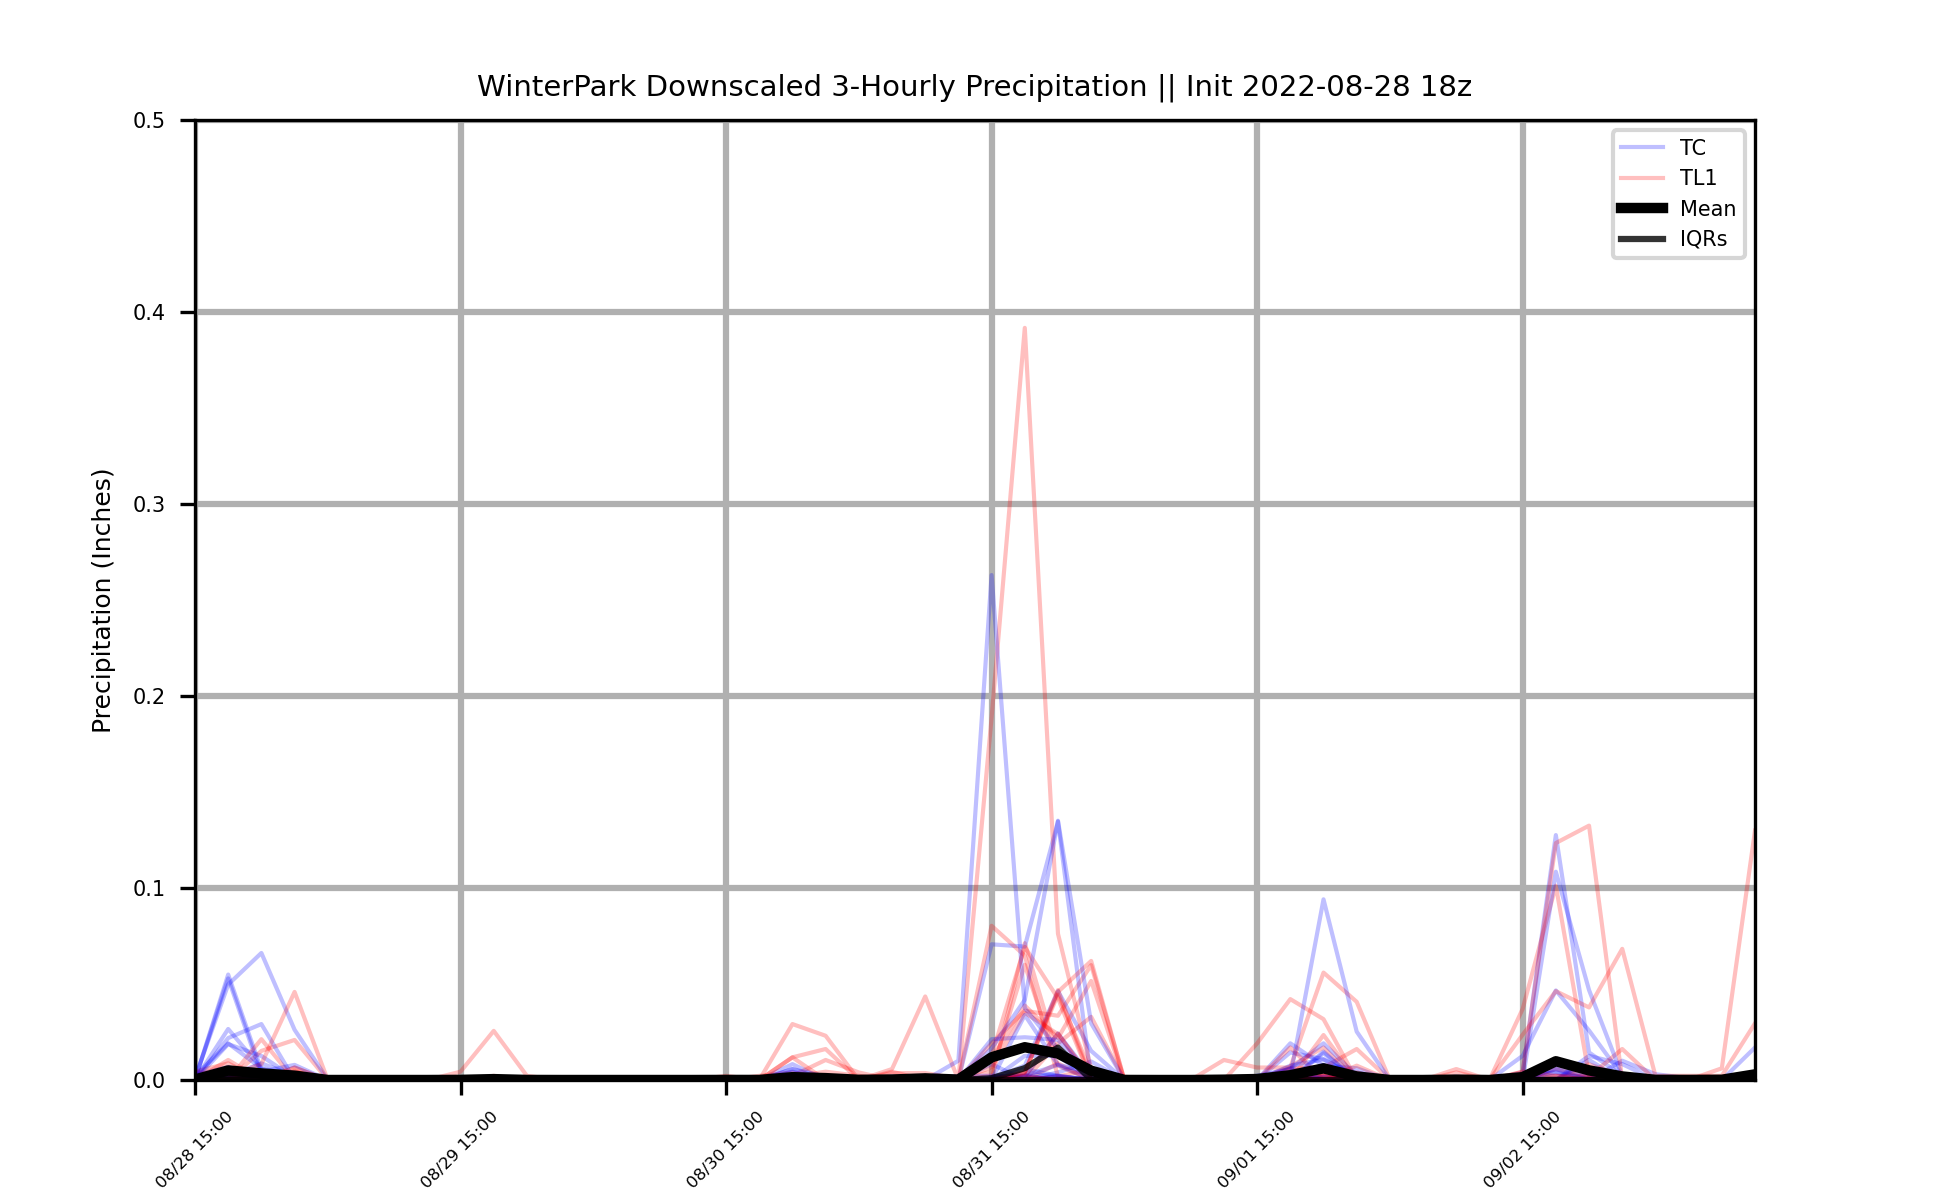 WinterPark Downscaled 3-Hourly Precipitation || Init 2022-08-28 18z
TC
TL1
Mean
IQRs
Precipitation (Inches)
0.5
0.4
0.3
0.2
0.1
0.0
08/28 15:00
08/29 15:00
08/30 15:00
08/31 15:00
09/01 15:00
09/02 15:00